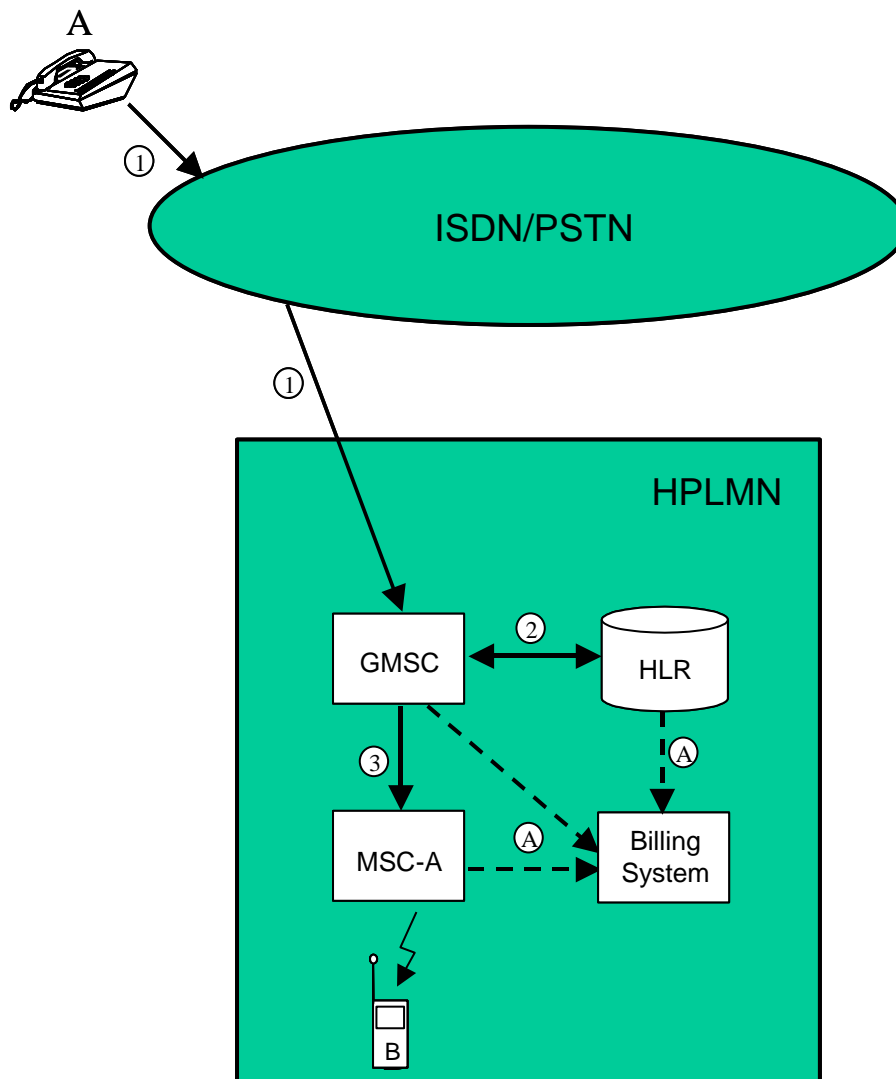 A
1
ISDN/PSTN
1
HPLMN
2
GMSC
HLR
3
A
A
MSC-A
Billing
System
B